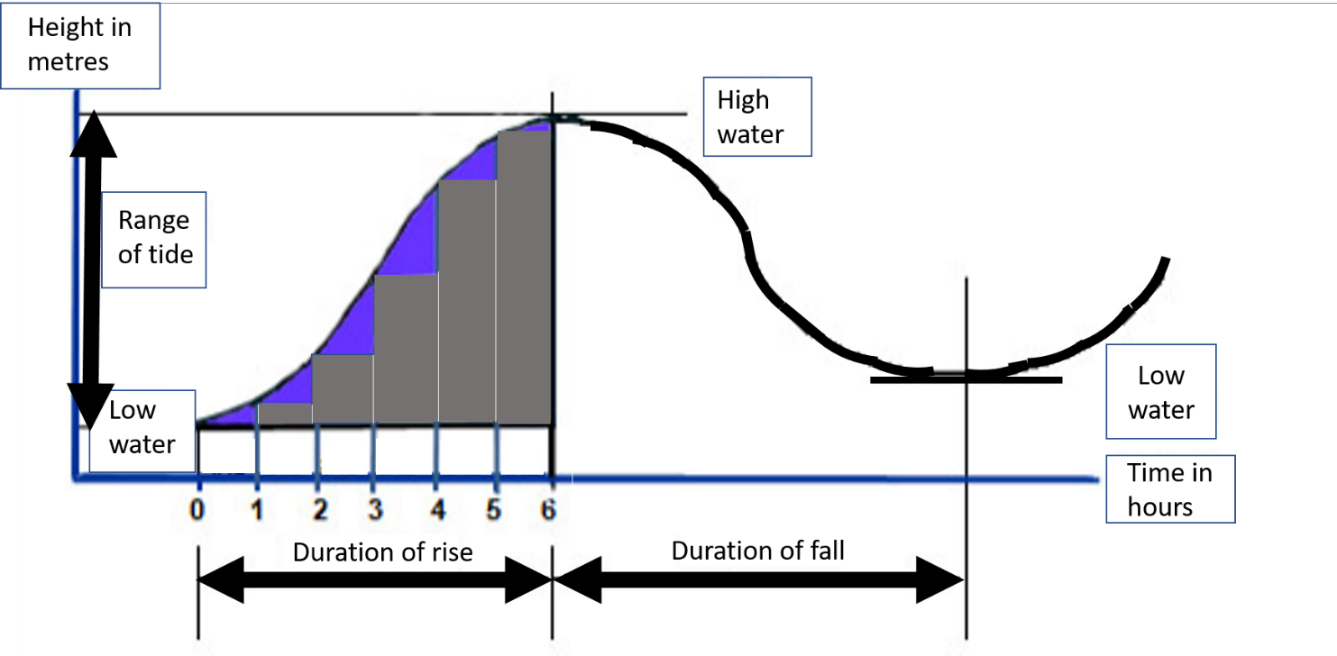 Height in
metres
High
water
Range
of tide
Low
water
Low
water
Time in
hours
0 1 2 3 4 5 6
Duration of rise
Duration of fall